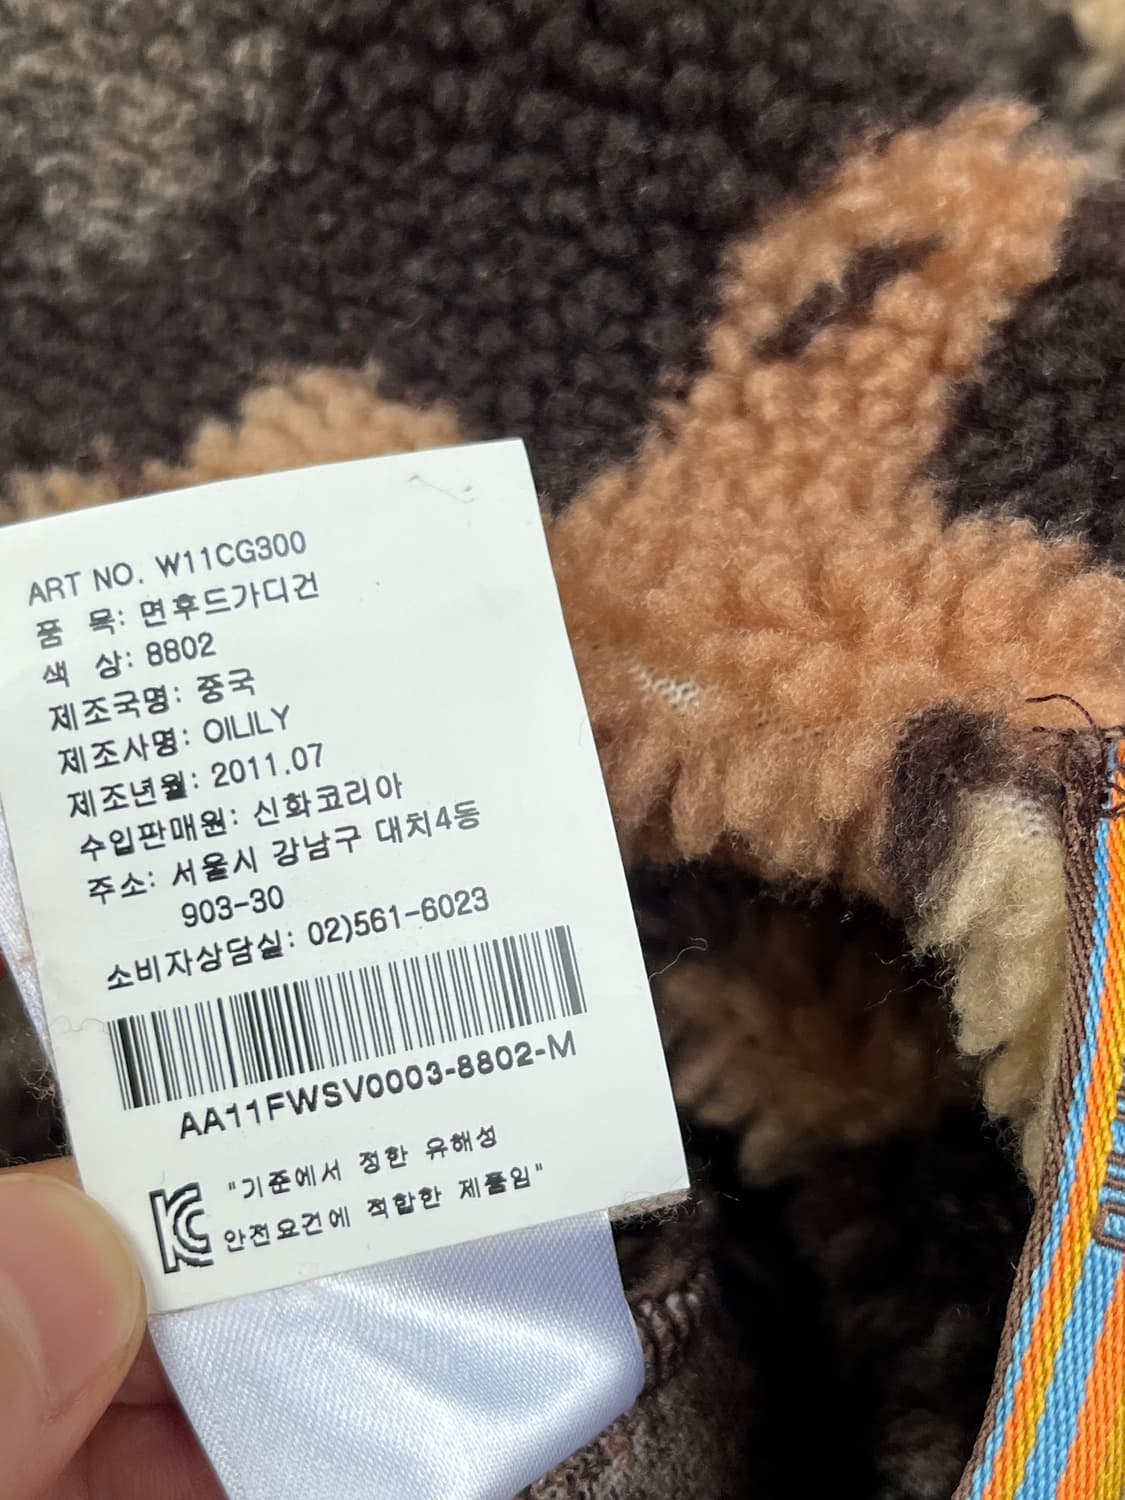 ART NO. W11CG300
품 목: 면후드가디건
색 상: 8802
제조국명: 중국
제조사명: OILILY
제조년월: 2011.07
수입판매원: 신화코리아
주소: 서울시 강남구 대치4동
903-30
소비자상담실: 02)561-6023
AA11FWSV0003-8802-M
"기준에서 정한 유해성
안전요건에 적합한 제품임"